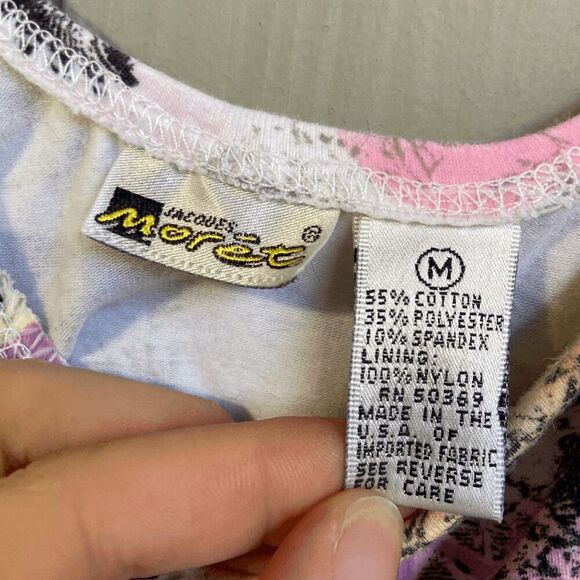 JACQUES
moret®
M
55% COTTON
35% POLYESTER
10% SPANDEX
LINING:
100% NYLON
RN 50369
MADE IN THE
U.S.A. OF
IMPORTED FABRIC
SEE REVERSE
FOR CARE